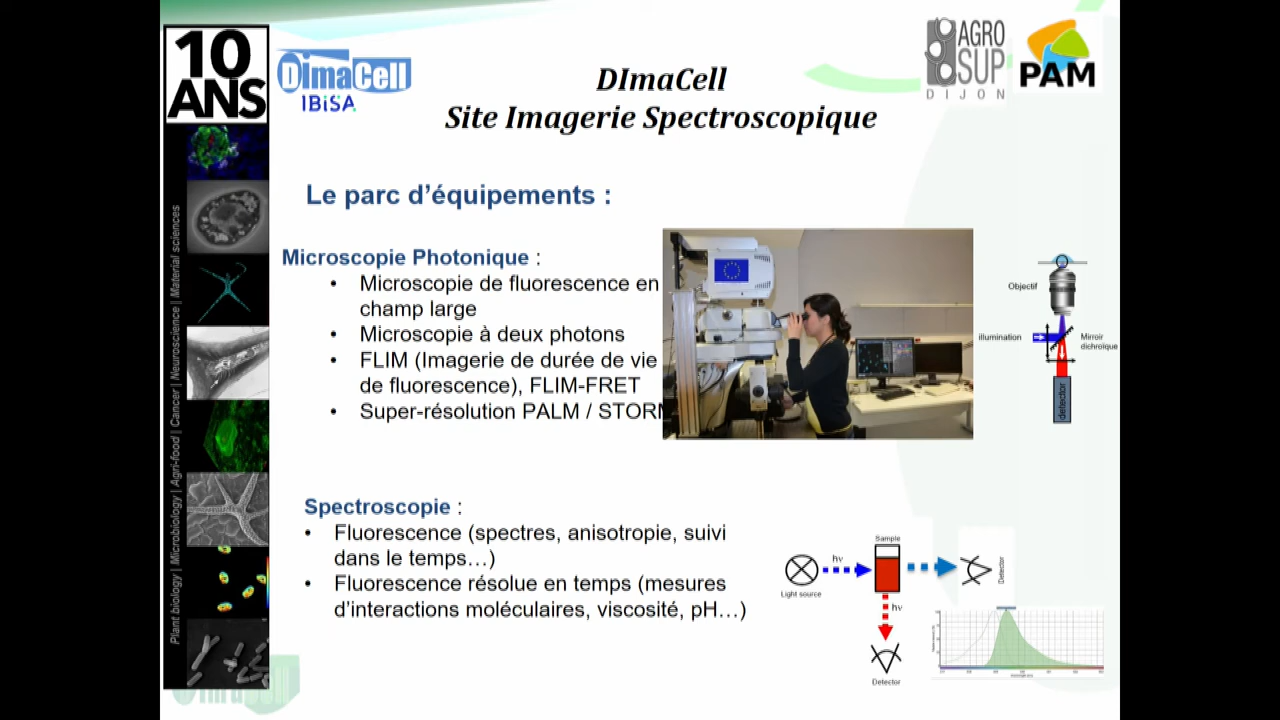 10
ANS
DimaCell
IBiSA
DImaCell
Site Imagerie Spectroscopique
AGRO
SUP
DIJON
PAM
Le parc d'équipements :
Microscopie Photonique :
• Microscopie de fluorescence en
champ large
• Microscopie à deux photons
• FLIM (Imagerie de durée de vie
de fluorescence), FLIM-FRET
• Super-résolution PALM / STORM
Objectif
illumination
Mirroir
dichroïque
detector
Spectroscopie :
• Fluorescence (spectres, anisotropie, suivi
dans le temps…)
• Fluorescence résolue en temps (mesures
d'interactions moléculaires, viscosité, pH…)
Sample
hν
Light source
Detector
hν
Detector
Plant biology | Microbiology | Agri-food | Cancer | Neuroscience | Material sciences